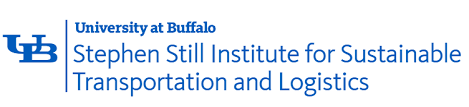 UB
University at Buffalo
Stephen Still Institute for Sustainable
Transportation and Logistics